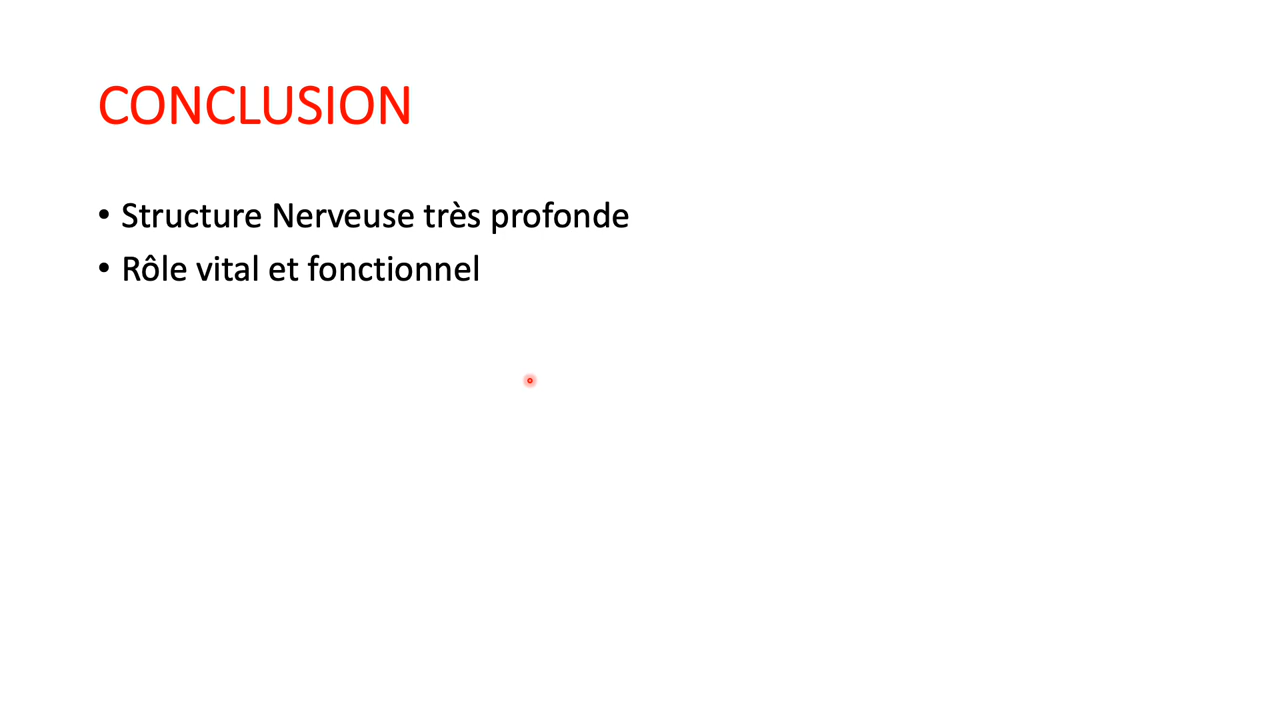 CONCLUSION
• Structure Nerveuse très profonde
• Rôle vital et fonctionnel